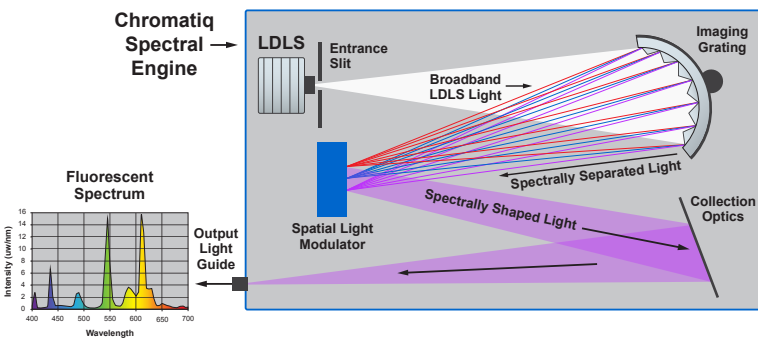 Chromatiq
Spectral
Engine
LDLS
Entrance
Slit
Broadband
LDLS Light
Imaging
Grating
Spectrally Separated Light
Spectrally Shaped Light
Spatial Light
Modulator
Collection
Optics
Output
Light
Guide
Fluorescent
Spectrum
Intensity (uw/nm)
16
14
12
10
8
6
4
2
0
400 450 500 550 600 650 700
Wavelength